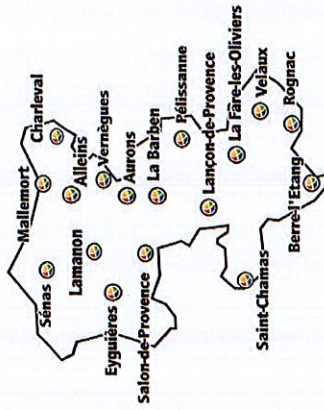 Mallemort
Charleval
Sénas
Alleins
Lamanon
Vernègues
Eyguières
Aurons
Salon-de-Provence
La Barben
Pélissanne
Lançon-de-Provence
La Fare-les-Oliviers
Velaux
Saint-Chamas
Rognac
Berre-l'Etang